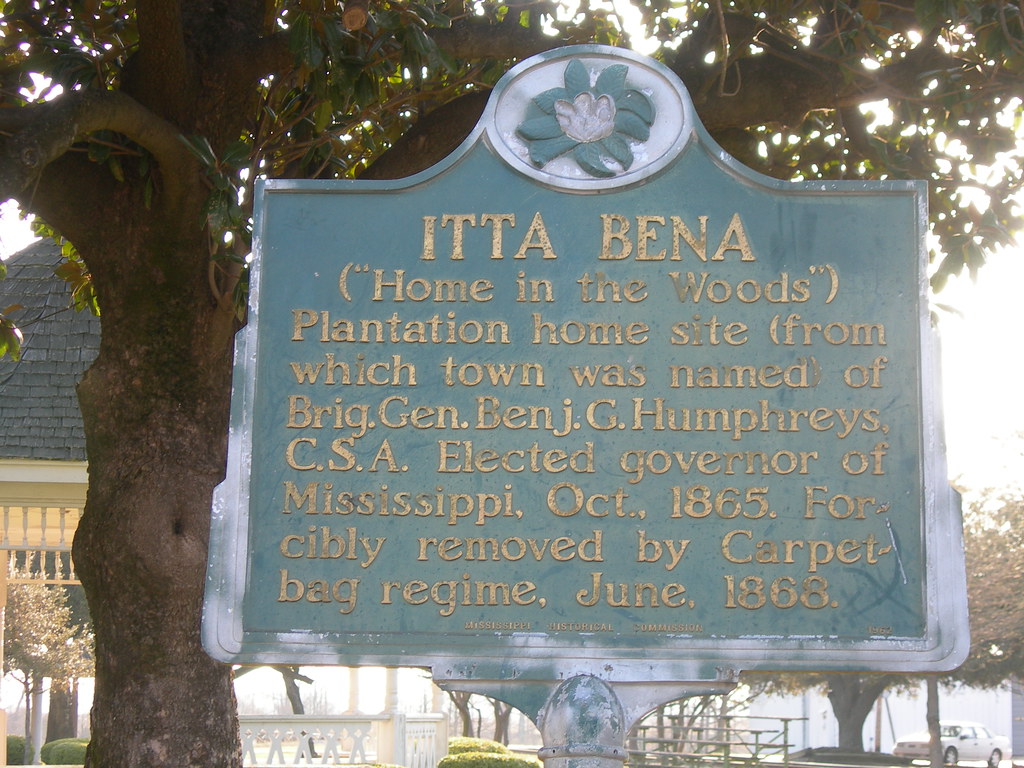 ITTA BENA
("Home in the Woods")
Plantation home site (from
which town was named) of
Brig. Gen. Benj. G. Humphreys,
C.S.A. Elected governor of
Mississippi, Oct., 1865. For-
cibly removed by Carpet-
bag regime, June, 1868.
MISSISSIPPI HISTORICAL COMMISSION